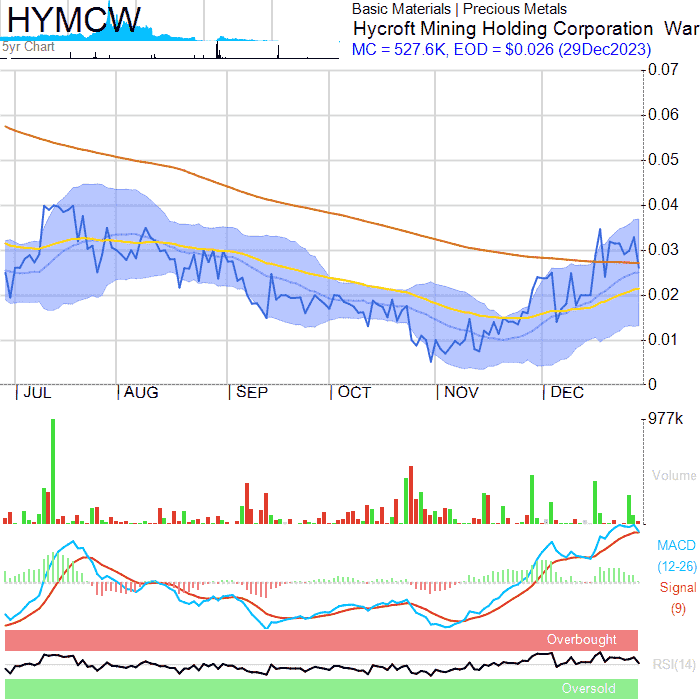 HYMCW
5yr Chart
Basic Materials | Precious Metals
Hycroft Mining Holding Corporation War
MC = 527.6K, EOD = $0.026 (29Dec2023)
0.07
0.06
0.05
0.04
0.03
0.02
0.01
0
JUL AUG SEP OCT NOV DEC
977k
Volume
MACD
(12-26)
Signal
(9)
Overbought
RSI(14)
Oversold